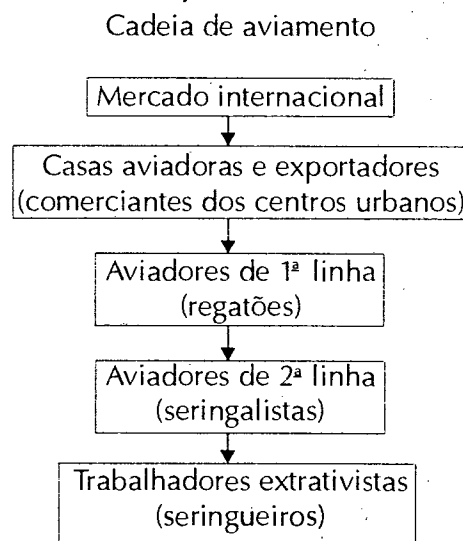 Cadeia de aviamento
Mercado internacional
Casas aviadoras e exportadores
(comerciantes dos centros urbanos)
Aviadores de 1ª linha
(regatões)
Aviadores de 2ª linha
(seringalistas)
Trabalhadores extrativistas
(seringueiros)